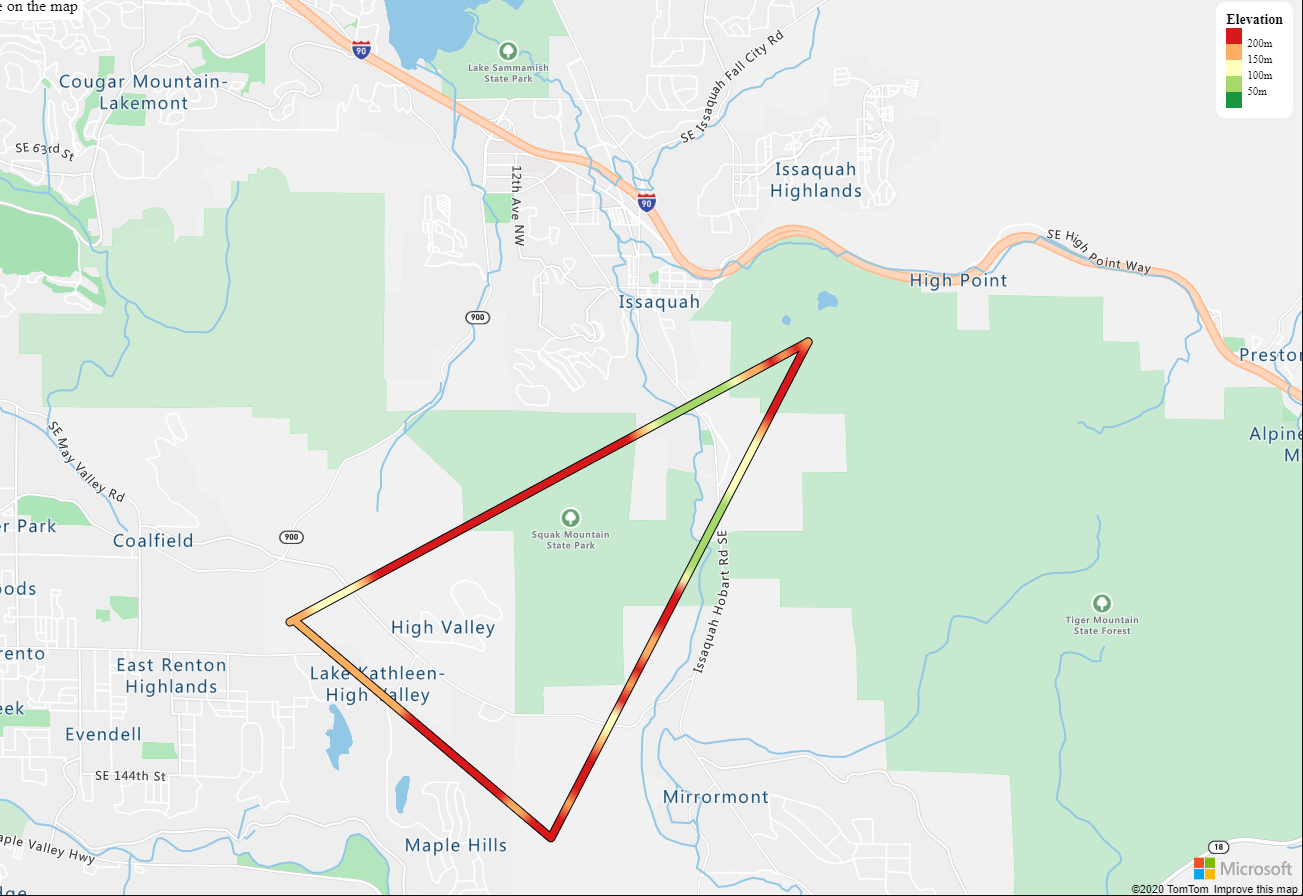 e on the map
Elevation
200m
150m
100m
50m
90
Lake Sammamish
State Park
SE Issaquah Fall City Rd
Cougar Mountain-
Lakemont
SE 63rd St
12th Ave NW
Issaquah
Highlands
90
SE High Point Way
High Point
Issaquah
900
Preston
SE May Valley Rd
Alpine
M
er Park
Coalfield
900
Squak Mountain
State Park
Issaquah Hobart Rd SE
oods
Tiger Mountain
State Forest
High Valley
rento
East Renton
Highlands
Lake Kathleen-
High Valley
eek
Evendell
SE 144th St
Mirrormont
aple Valley Hwy
Maple Hills
18
Microsoft
dge
©2020 TomTom Improve this map